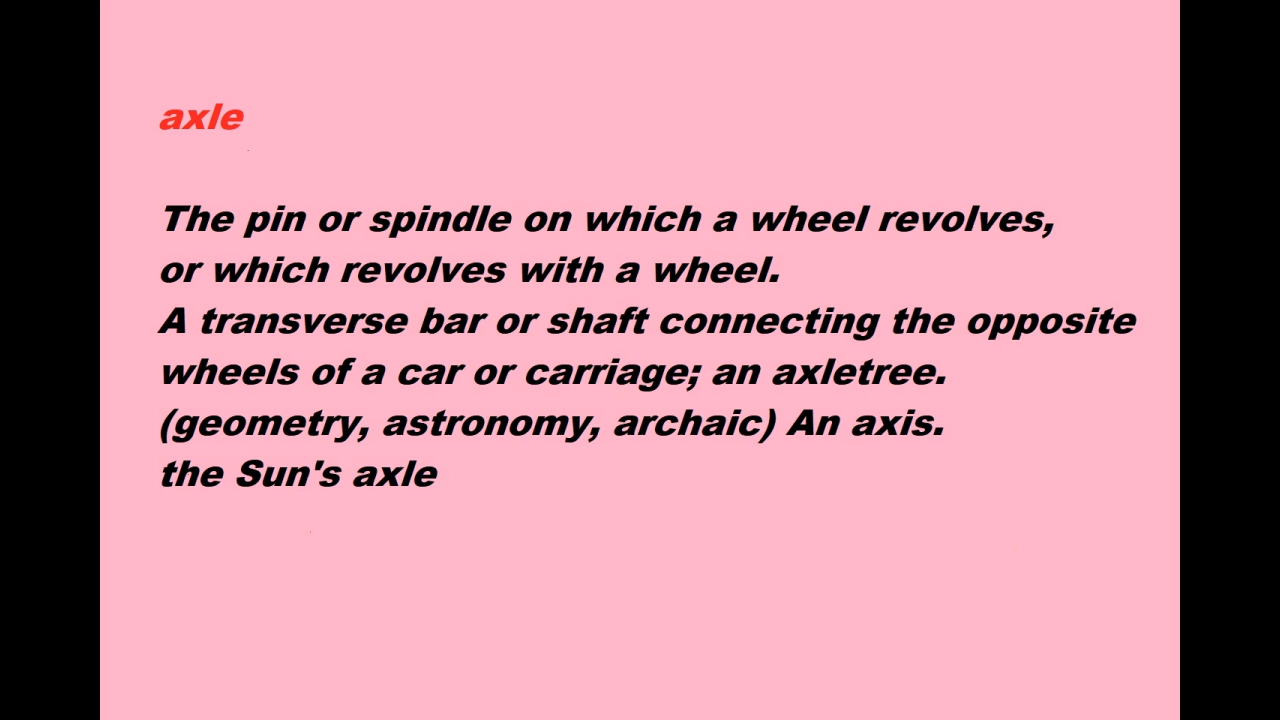 axle
The pin or spindle on which a wheel revolves,
or which revolves with a wheel.
A transverse bar or shaft connecting the opposite
wheels of a car or carriage; an axletree.
(geometry, astronomy, archaic) An axis.
the Sun's axle